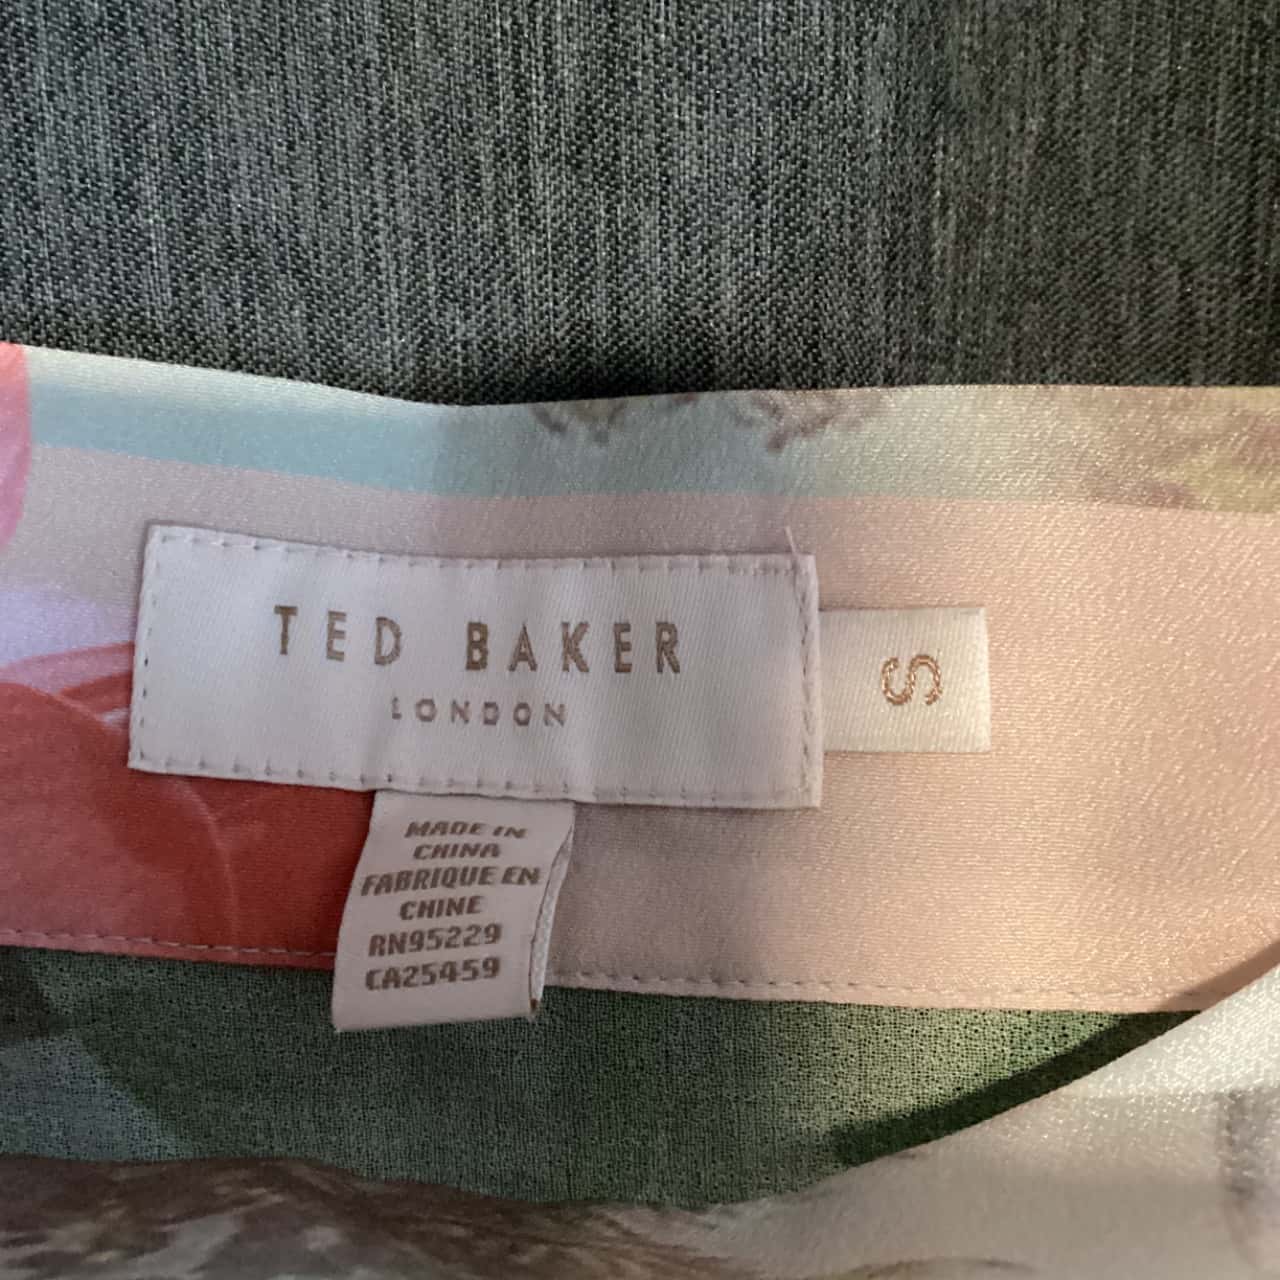 TED BAKER
LONDON
S
MADE IN
CHINA
FABRIQUE EN
CHINE
RN95229
CA25459